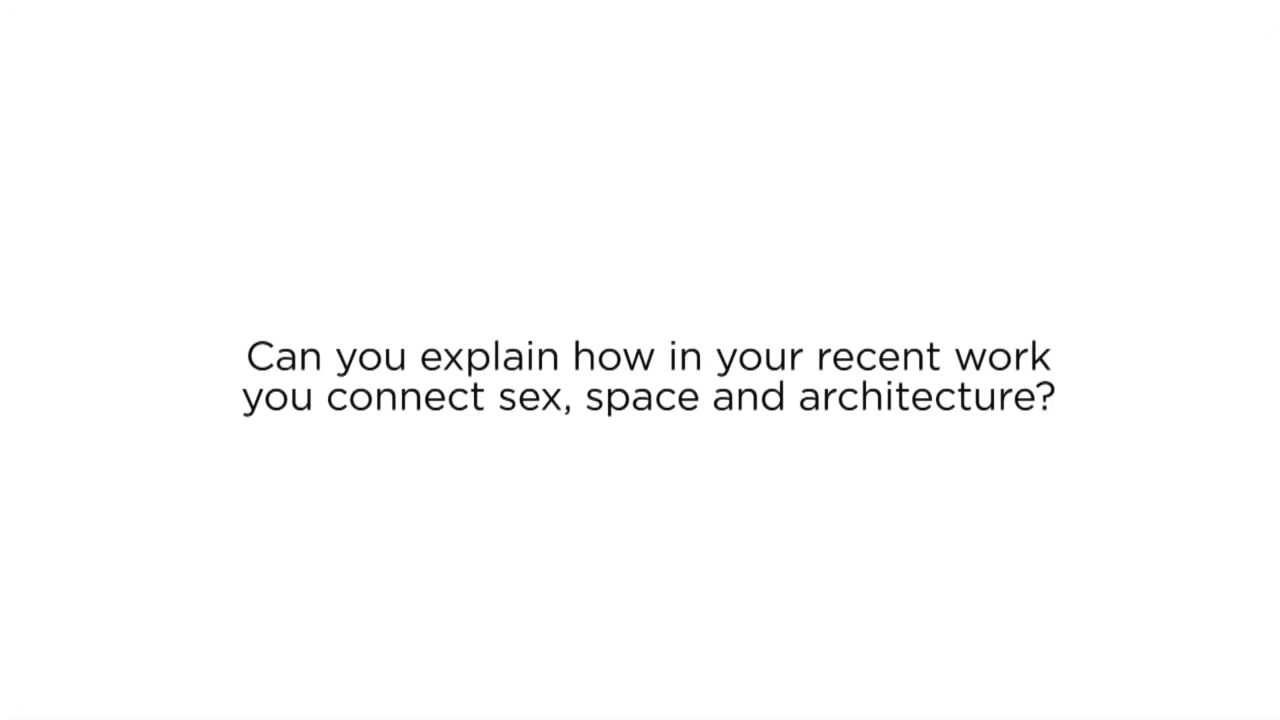 Can you explain how in your recent work
you connect sex, space and architecture?